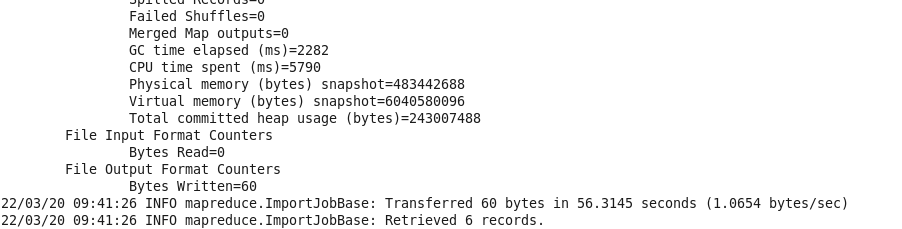 Spilled Records=0
Failed Shuffles=0
Merged Map outputs=0
GC time elapsed (ms)=2282
CPU time spent (ms)=5790
Physical memory (bytes) snapshot=483442688
Virtual memory (bytes) snapshot=6040580096
Total committed heap usage (bytes)=243007488
File Input Format Counters
Bytes Read=0
File Output Format Counters
Bytes Written=60
22/03/20 09:41:26 INFO mapreduce.ImportJobBase: Transferred 60 bytes in 56.3145 seconds (1.0654 bytes/sec)
22/03/20 09:41:26 INFO mapreduce.ImportJobBase: Retrieved 6 records.